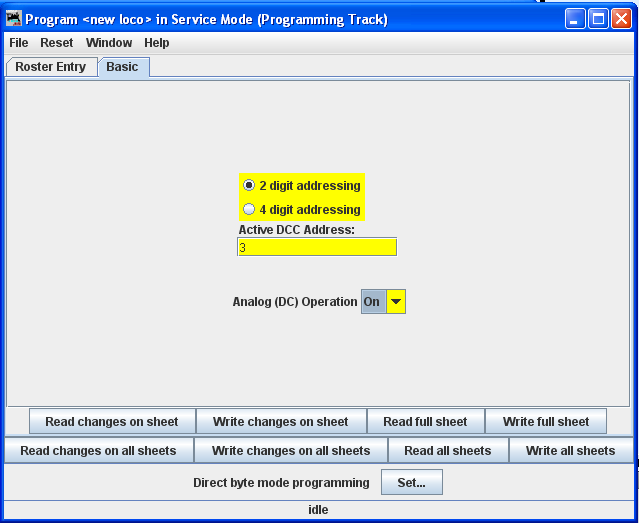 Program <new loco> in Service Mode (Programming Track)
File Reset Window Help
Roster Entry Basic
2 digit addressing
4 digit addressing
Active DCC Address:
3
Analog (DC) Operation On
Read changes on sheet Write changes on sheet Read full sheet Write full sheet
Read changes on all sheets Write changes on all sheets Read all sheets Write all sheets
Direct byte mode programming Set...
idle